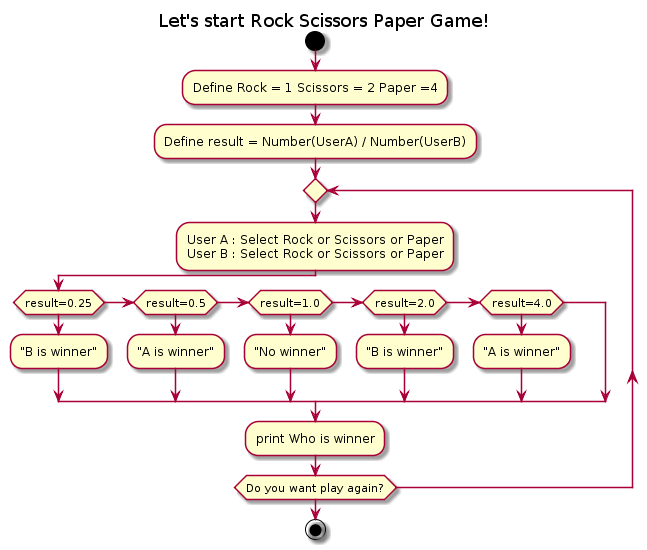 Let's start Rock Scissors Paper Game!
Define Rock = 1 Scissors = 2 Paper =4
Define result = Number(UserA) / Number(UserB)
User A : Select Rock or Scissors or Paper
User B : Select Rock or Scissors or Paper
result=0.25
result=0.5
result=1.0
result=2.0
result=4.0
"B is winner"
"A is winner"
"No winner"
"B is winner"
"A is winner"
print Who is winner
Do you want play again?